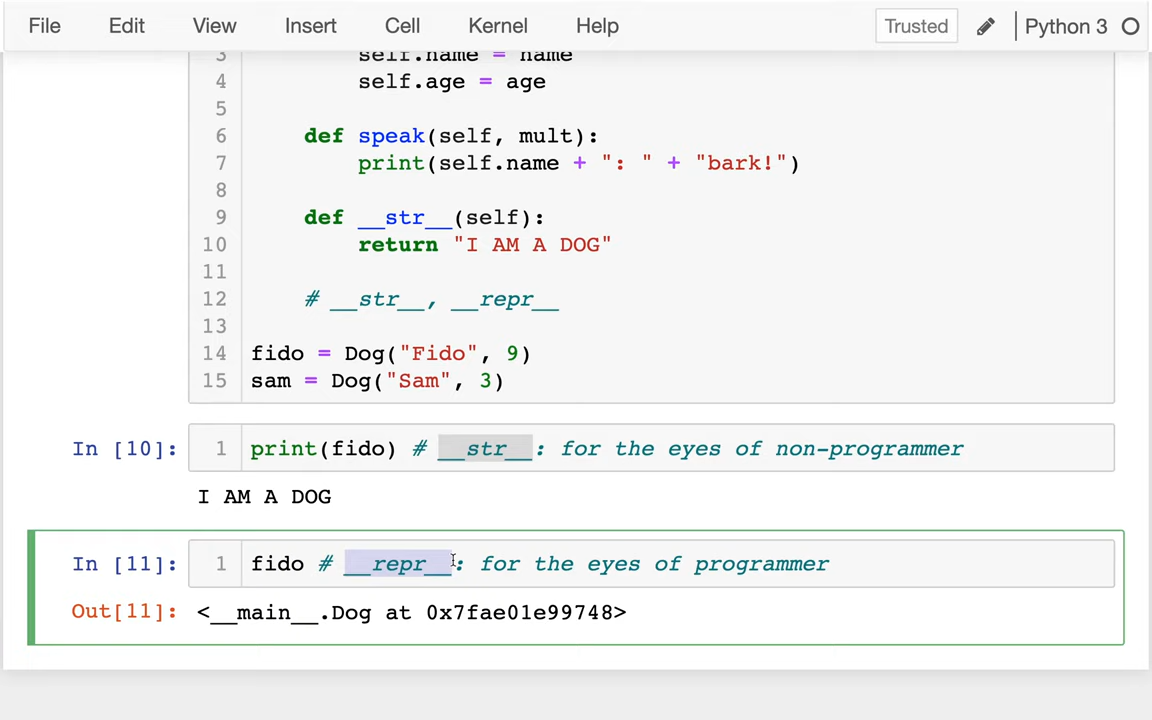 File Edit View Insert Cell Kernel Help Trusted Python 3
3 self.name = name
4 self.age = age
5
6 def speak(self, mult):
7 print(self.name + ": " + "bark!")
8
9 def __str__(self):
10 return "I AM A DOG"
11
12 # __str__, __repr__
13
14 fido = Dog("Fido", 9)
15 sam = Dog("Sam", 3)
In [10]: 1 print(fido) # __str__: for the eyes of non-programmer
I AM A DOG
In [11]: 1 fido # __repr__: for the eyes of programmer
Out[11]: <__main__.Dog at 0x7fae01e99748>